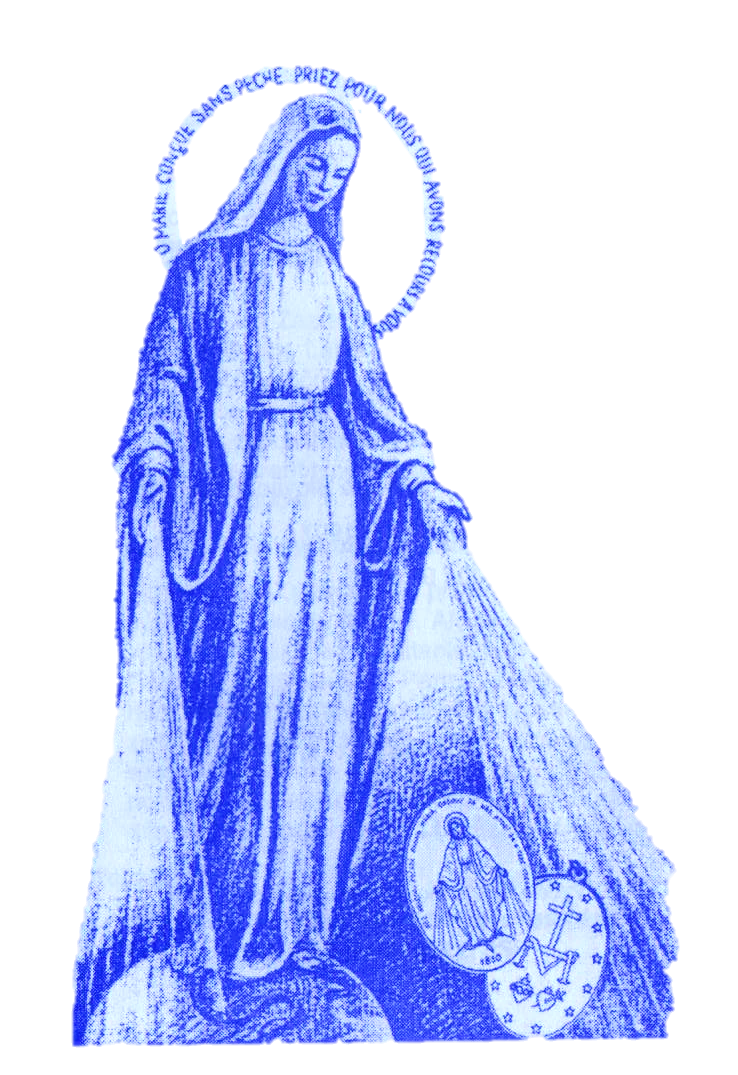 O MARIE CONÇUE SANS PECHE PRIEZ POUR NOUS QUI AVONS RECOURS A VOUS
1830
M